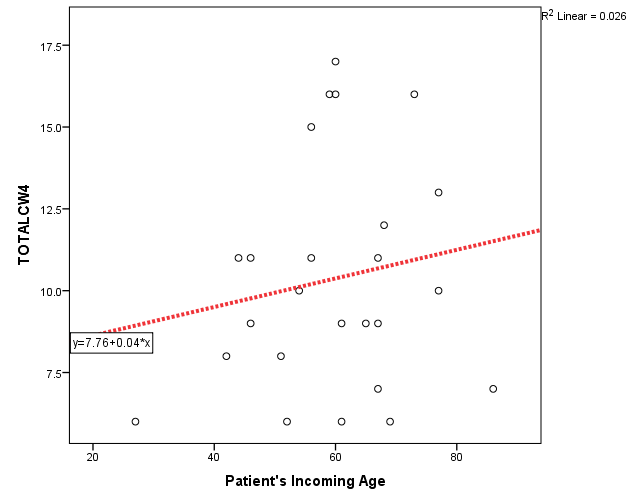 R2 Linear = 0.026
17.5
15.0
12.5
10.0
7.5
TOTALCW4
y=7.76+0.04*x
20 40 60 80
Patient's Incoming Age